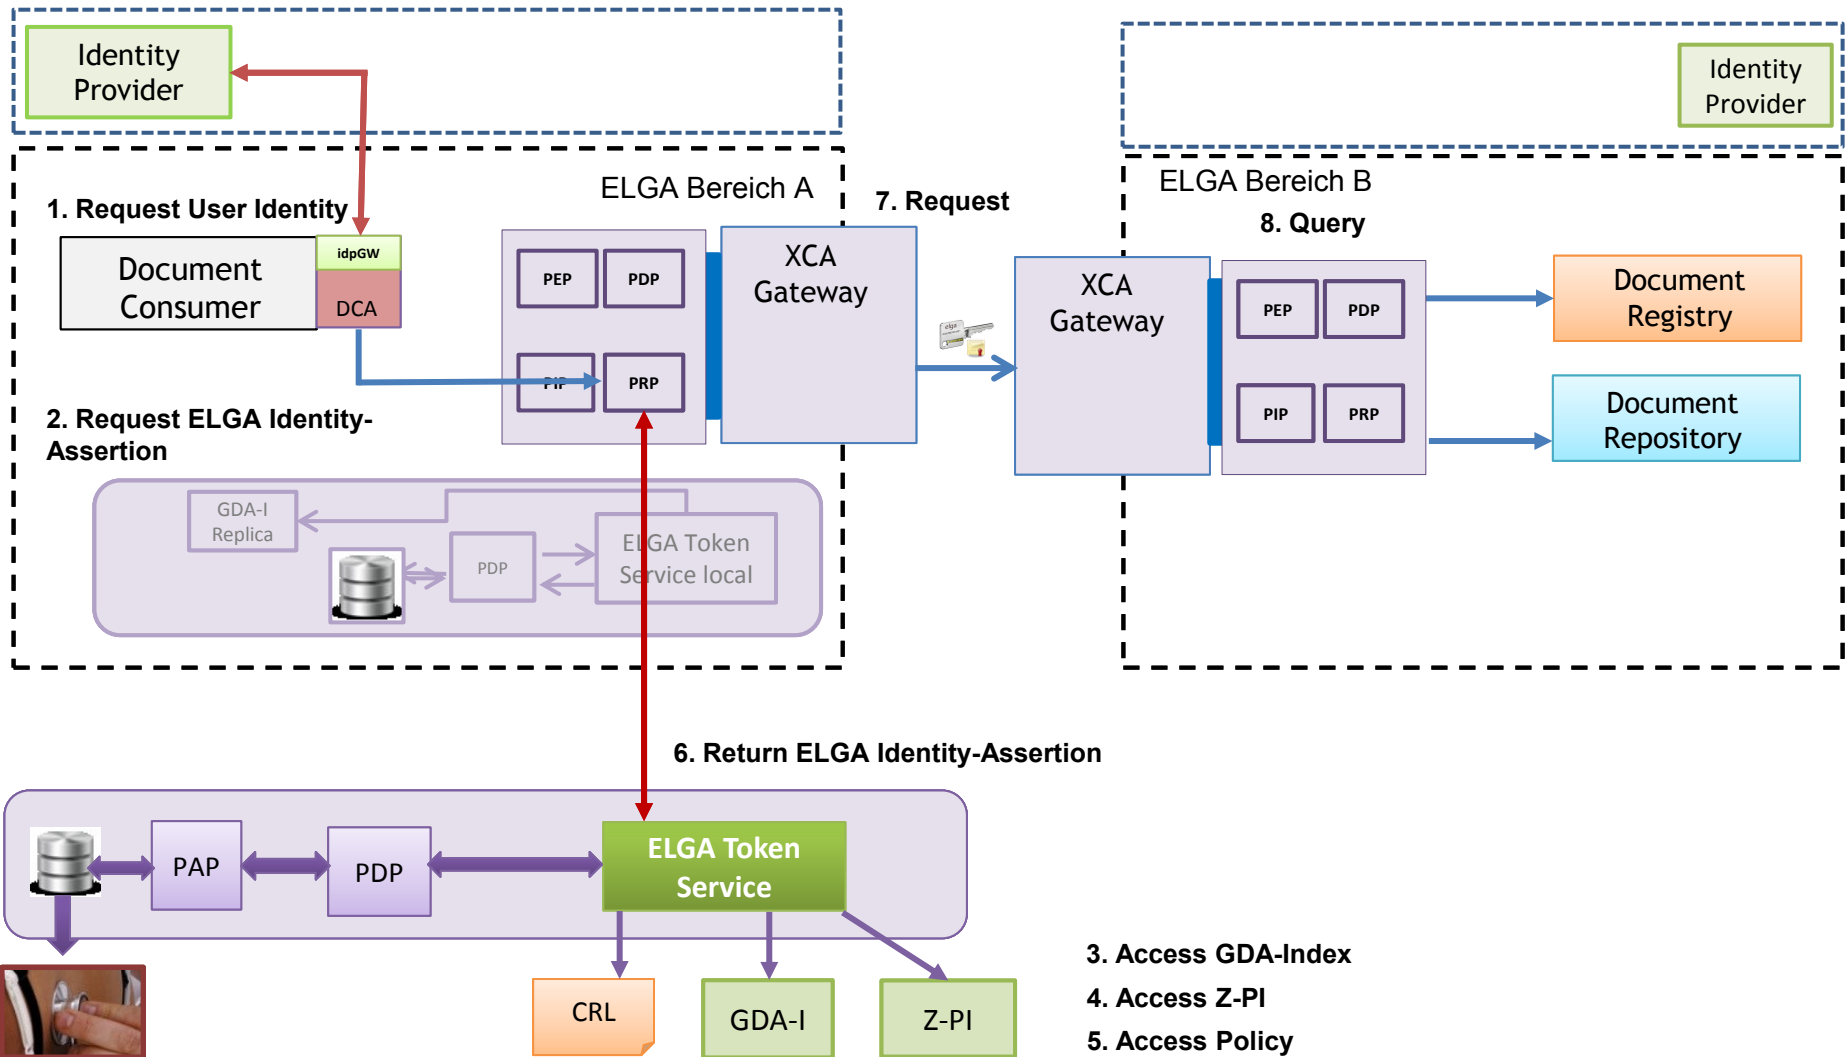 Identity
Provider
Identity
Provider
ELGA Bereich A
ELGA Bereich B
1. Request User Identity
7. Request
8. Query
Document
Consumer
idpGW
DCA
PEP
PDP
PIP
PRP
XCA
Gateway
XCA
Gateway
PEP
PDP
PIP
PRP
Document
Registry
Document
Repository
2. Request ELGA Identity-
Assertion
GDA-I
Replica
PDP
ELGA Token
Service local
elga
6. Return ELGA Identity-Assertion
PAP
PDP
ELGA Token
Service
CRL
GDA-I
Z-PI
3. Access GDA-Index
4. Access Z-PI
5. Access Policy